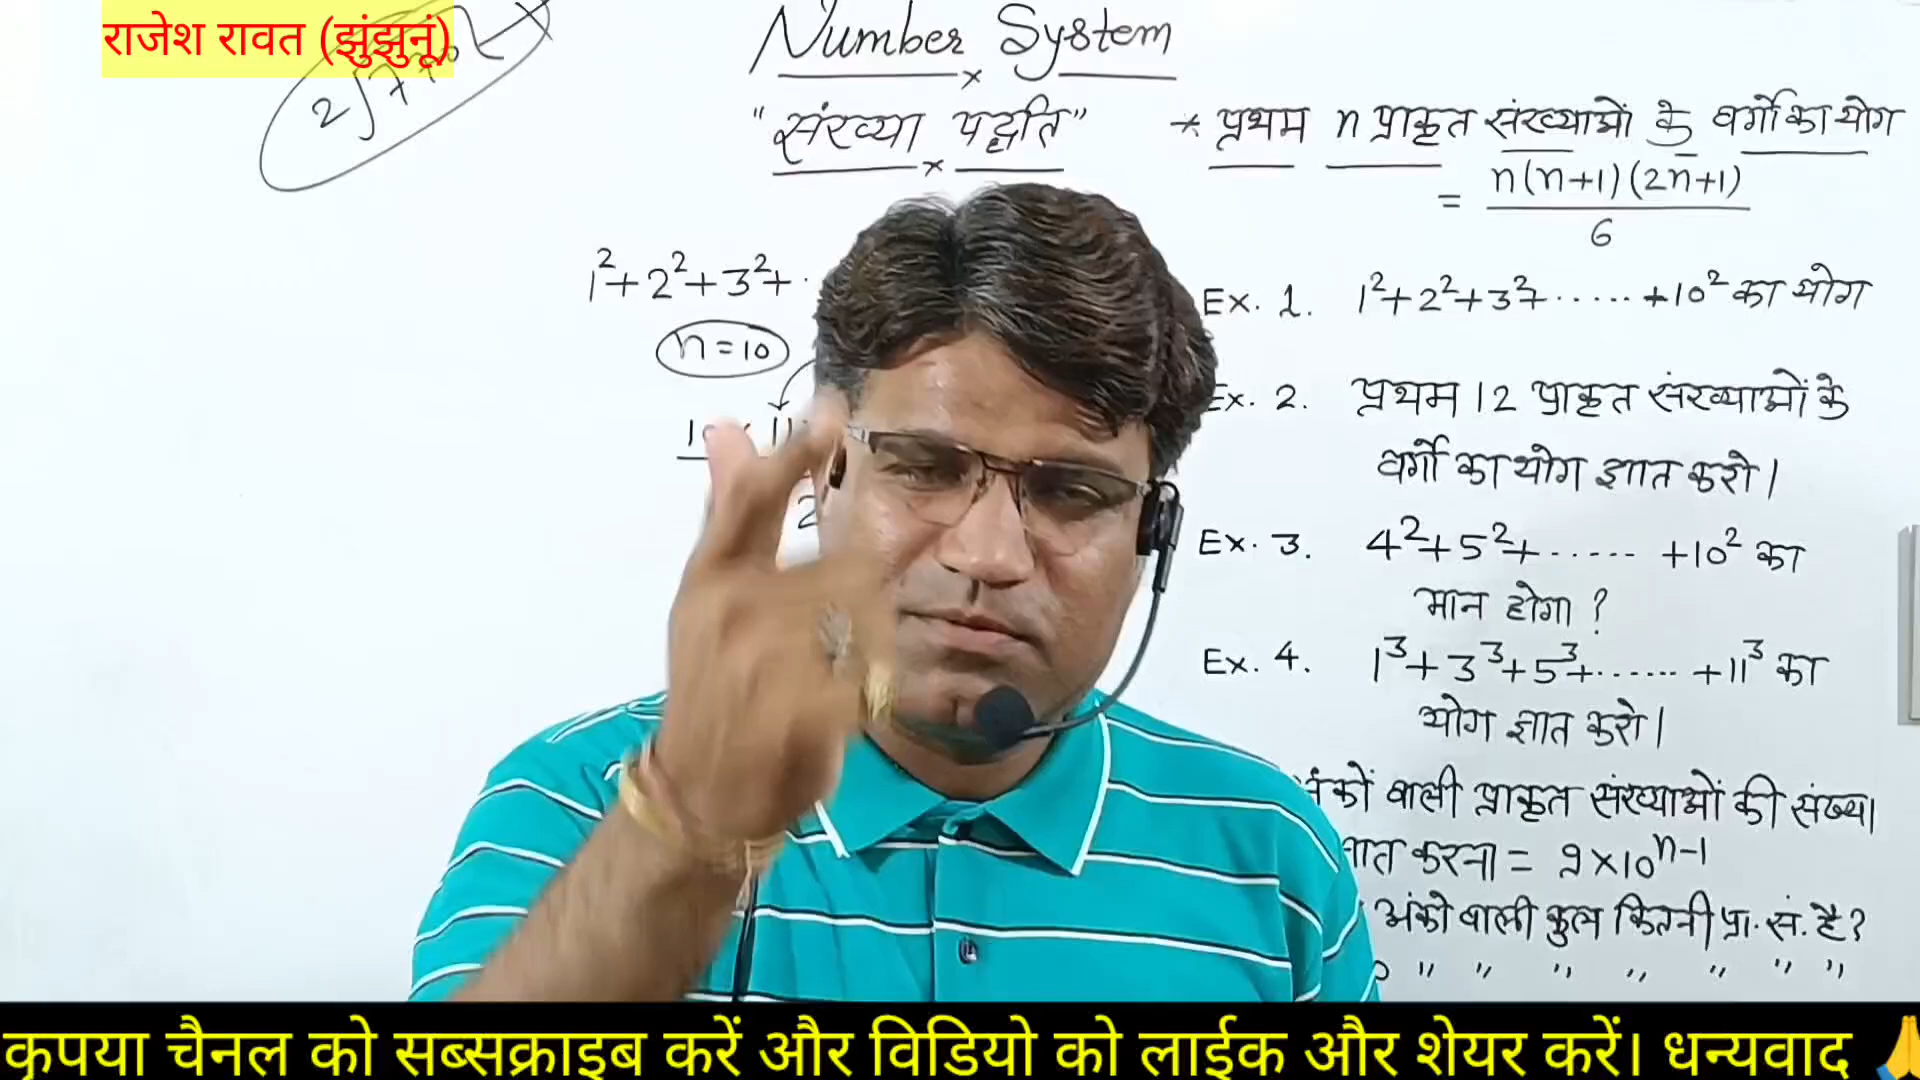 राजेश रावत (झुंझुनूं)
Number System
"संख्या पद्धति"
* प्रथम n प्राकृत संख्याओं के वर्गो का योग
= n(n+1)(2n+1)
6
1²+2²+3²+
n=10
Ex. 1. 1²+2²+3²+...... +10² का योग
Ex. 2. प्रथम 12 प्राकृत संख्याओं के
वर्गो का योग ज्ञात करो।
Ex. 3. 4²+5²+...... +10² का
मान होगा ?
Ex. 4. 1³+3³+5³+....... +11³ का
योग ज्ञात करो।
वाली प्राकृत संख्याओं की संख्या
करना = 9×10ⁿ⁻¹
अंको वाली कुल कितनी प्रा. सं. है?
" " " " " " "
कृपया चैनल को सब्सक्राइब करें और विडियो को लाईक और शेयर करें। धन्यवाद 🙏